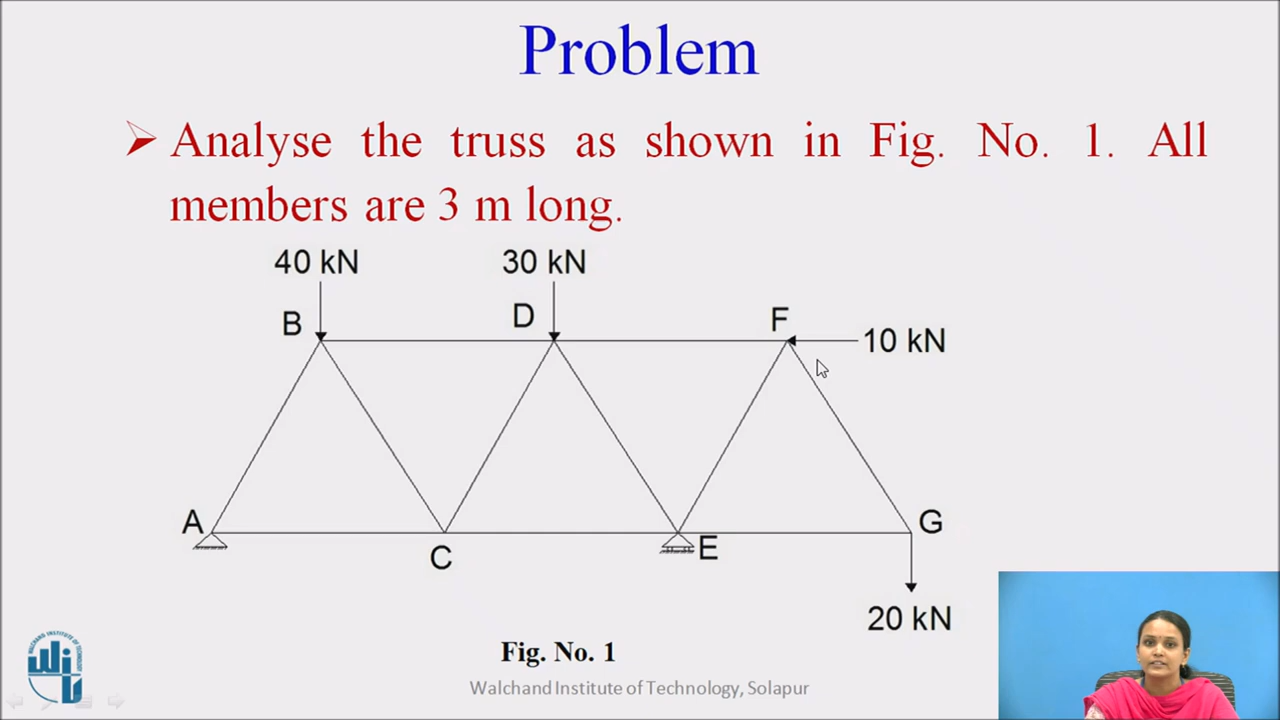 Problem
➢ Analyse the truss as shown in Fig. No. 1. All
members are 3 m long.
40 kN
30 kN
B
D
F
10 kN
A
C
E
G
20 kN
Fig. No. 1
Walchand Institute of Technology, Solapur